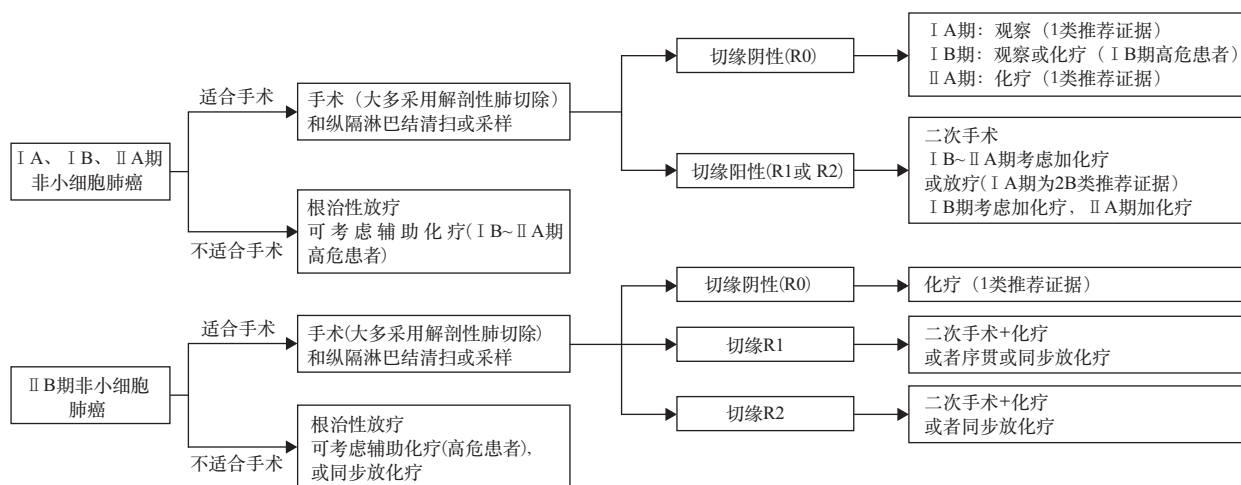 ⅠA、ⅠB、ⅡA期
非小细胞肺癌
适合手术
不适合手术
手术（大多采用解剖性肺切除）
和纵隔淋巴结清扫或采样
根治性放疗
可考虑辅助化疗(ⅠB~ⅡA期
高危患者)
切缘阴性(R0)
切缘阳性(R1或 R2)
ⅠA期：观察（1类推荐证据）
ⅠB期：观察或化疗（ⅠB期高危患者）
ⅡA期：化疗（1类推荐证据）
二次手术
ⅠB~ⅡA期考虑加化疗
或放疗(ⅠA期为2B类推荐证据）
ⅠB期考虑加化疗，ⅡA期加化疗
ⅡB期非小细胞
肺癌
适合手术
不适合手术
手术(大多采用解剖性肺切除)
和纵隔淋巴结清扫或采样
根治性放疗
可考虑辅助化疗(高危患者),
或同步放化疗
切缘阴性(R0)
切缘R1
切缘R2
化疗（1类推荐证据）
二次手术+化疗
或者序贯或同步放化疗
二次手术+化疗
或者同步放化疗